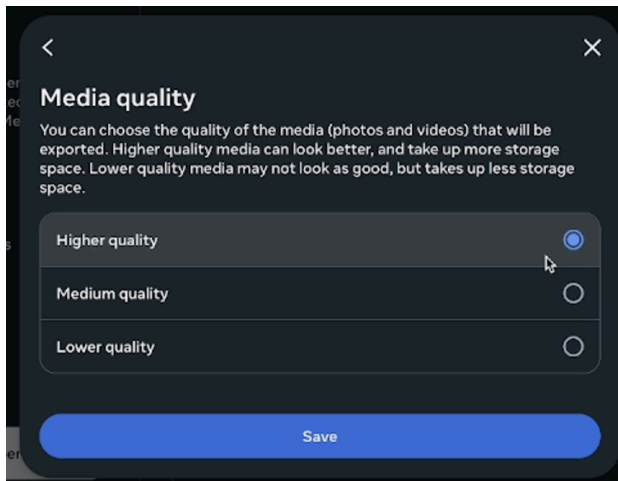 Media quality
You can choose the quality of the media (photos and videos) that will be
exported. Higher quality media can look better, and take up more storage
space. Lower quality media may not look as good, but takes up less storage
space.
Higher quality
Medium quality
Lower quality
Save